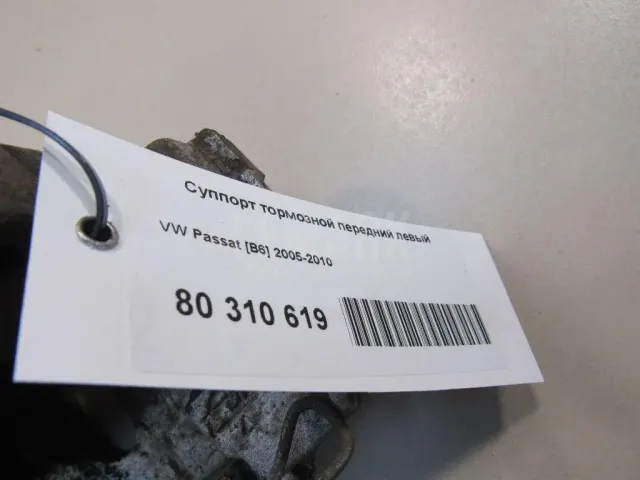 Суппорт тормозной передний левый
VW Passat [B6] 2005-2010
80 310 619